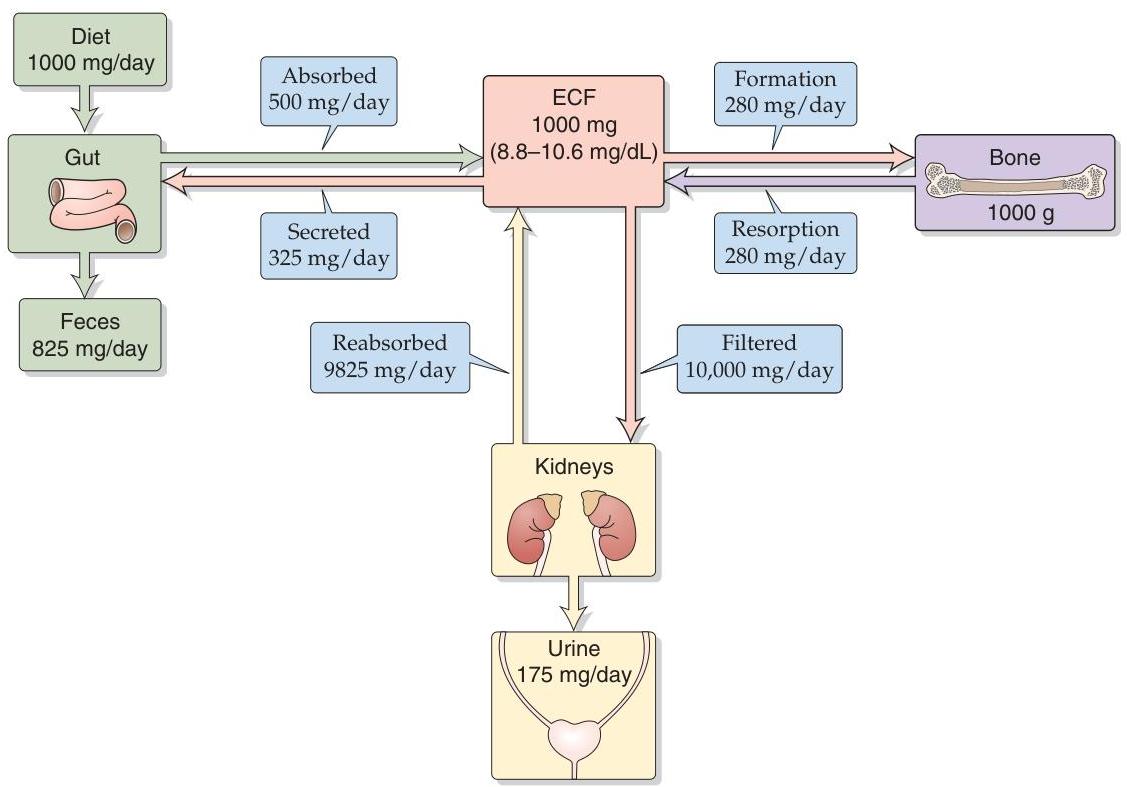 Diet
1000 mg/day
Absorbed
500 mg/day
ECF
1000 mg
(8.8–10.6 mg/dL)
Formation
280 mg/day
Gut
Bone
1000 g
Secreted
325 mg/day
Resorption
280 mg/day
Feces
825 mg/day
Reabsorbed
9825 mg/day
Filtered
10,000 mg/day
Kidneys
Urine
175 mg/day